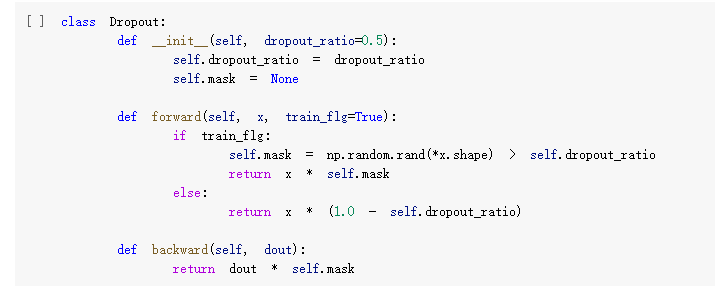 [ ] class Dropout:
def __init__(self, dropout_ratio=0.5):
self.dropout_ratio = dropout_ratio
self.mask = None
def forward(self, x, train_flg=True):
if train_flg:
self.mask = np.random.rand(*x.shape) > self.dropout_ratio
return x * self.mask
else:
return x * (1.0 - self.dropout_ratio)
def backward(self, dout):
return dout * self.mask